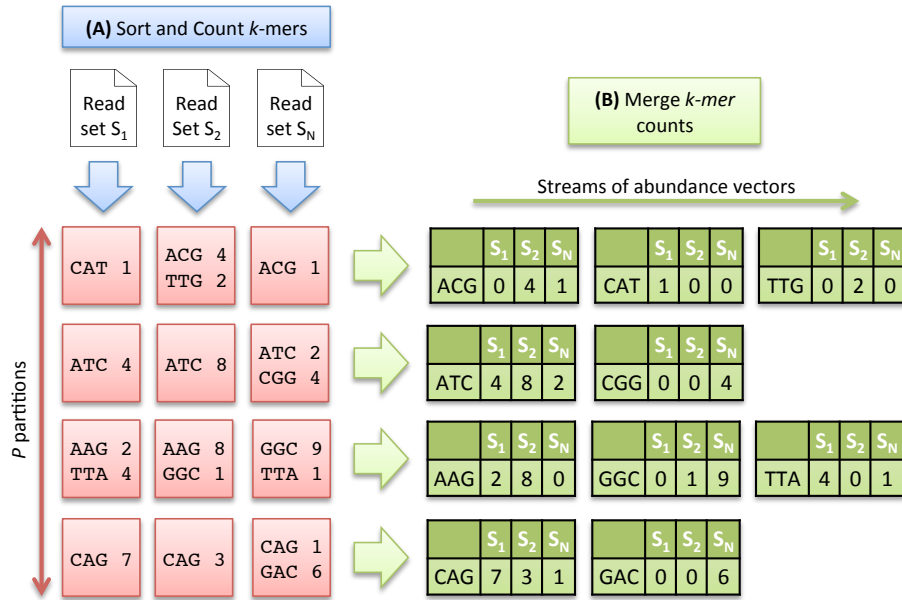 (A) Sort and Count k-mers
Read
set S1
Read
Set S2
Read
set SN
(B) Merge k-mer
counts
Streams of abundance vectors
P partitions
CAT 1
ACG 4
TTG 2
ACG 1
S1 S2 SN
ACG 0 4 1
S1 S2 SN
CAT 1 0 0
S1 S2 SN
TTG 0 2 0
ATC 4
ATC 8
ATC 2
CGG 4
S1 S2 SN
ATC 4 8 2
S1 S2 SN
CGG 0 0 4
AAG 2
TTA 4
AAG 8
GGC 1
GGC 9
TTA 1
S1 S2 SN
AAG 2 8 0
S1 S2 SN
GGC 0 1 9
S1 S2 SN
TTA 4 0 1
CAG 7
CAG 3
CAG 1
GAC 6
S1 S2 SN
CAG 7 3 1
S1 S2 SN
GAC 0 0 6